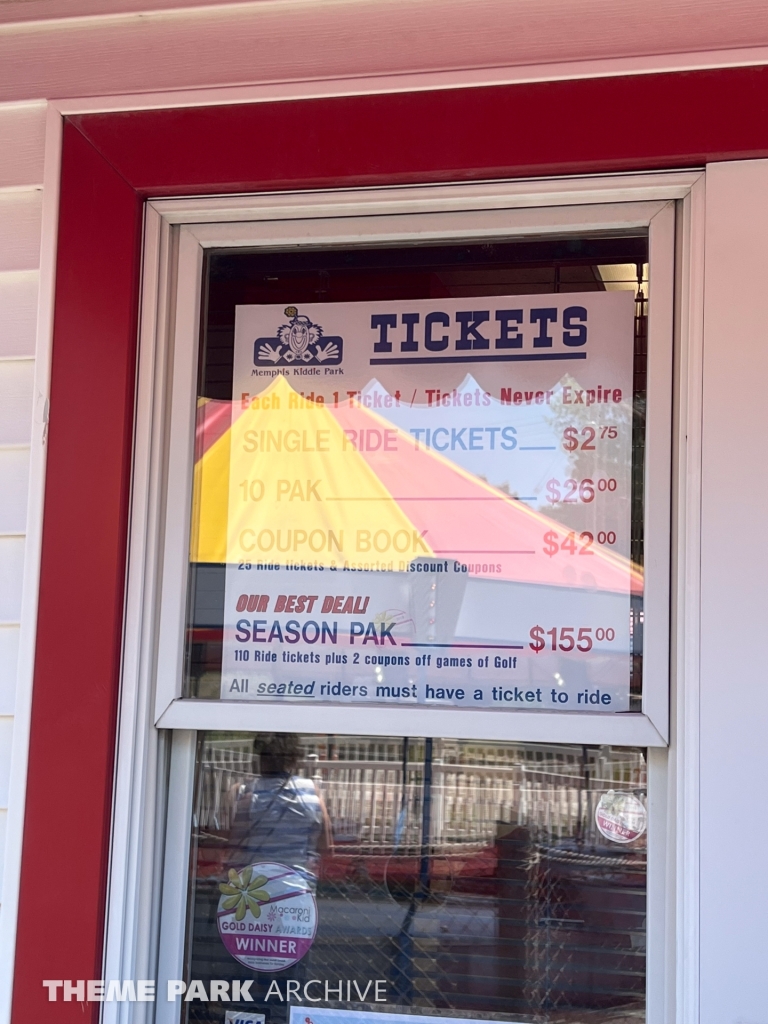 Memphis Kiddie Park
TICKETS
Each Ride 1 Ticket / Tickets Never Expire
SINGLE RIDE TICKETS $2 75
10 PAK $26 00
COUPON BOOK $42 00
25 Ride tickets & Assorted Discount Coupons
OUR BEST DEAL!
SEASON PAK $155 00
110 Ride tickets plus 2 coupons off games of Golf
All seated riders must have a ticket to ride
WINNER
Macaroni
Kid
GOLD DAISY AWARDS
WINNER
THEME PARK ARCHIVE
VISA